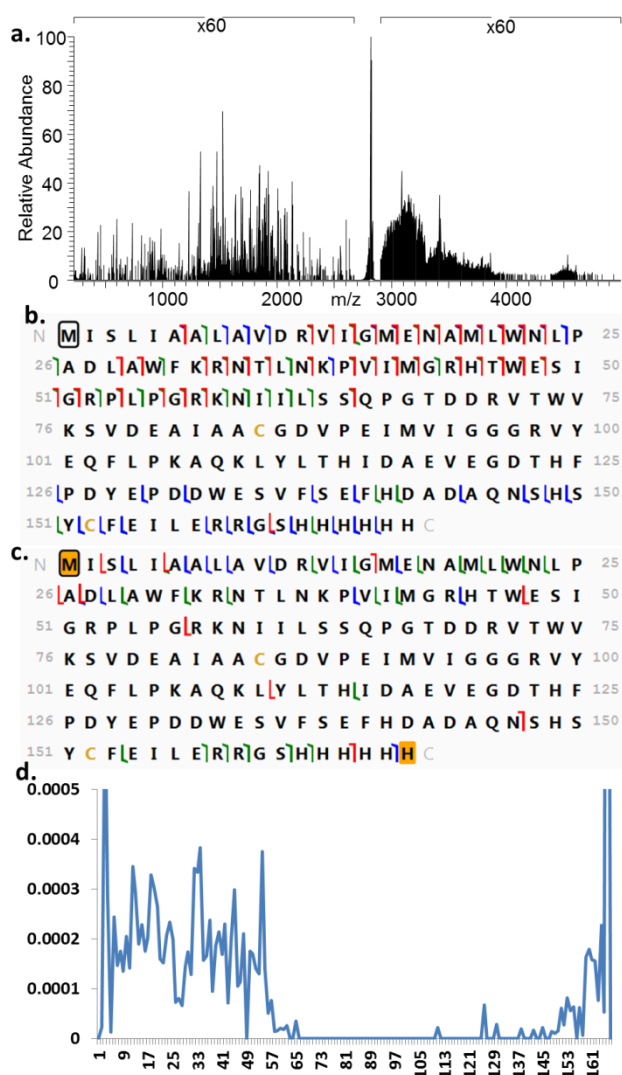 a.
x60
x60
100
80
60
40
20
0
Relative Abundance
1000
2000
m/z
3000
4000
b.
N M I S L I A A L A V D R V I G M E N A M L W N L P 25
26 A D L A W F K R N T L N K P V I M G R H T W E S I 50
51 G R P L P G R K N I I L S S Q P G T D D R V T W V 75
76 K S V D E A I A A C G D V P E I M V I G G G R V Y 100
101 E Q F L P K A Q K L Y L T H I D A E V E G D T H F 125
126 P D Y E P D D W E S V F S E F H D A D A Q N S H S 150
151 Y C F E I L E R R G S H H H H H H C
c.
N M I S L I A A L A V D R V I G M E N A M L W N L P 25
26 A D L A W F K R N T L N K P V I M G R H T W E S I 50
51 G R P L P G R K N I I L S S Q P G T D D R V T W V 75
76 K S V D E A I A A C G D V P E I M V I G G G R V Y 100
101 E Q F L P K A Q K L Y L T H I D A E V E G D T H F 125
126 P D Y E P D D W E S V F S E F H D A D A Q N S H S 150
151 Y C F E I L E R R G S H H H H H H C
d.
0.0005
0.0004
0.0003
0.0002
0.0001
0
1 9 17 25 33 41 49 57 65 73 81 89 97 105 113 121 129 137 145 153 161